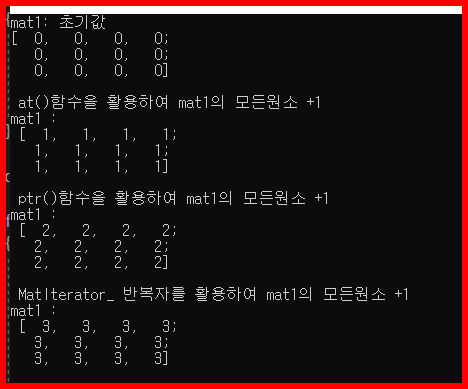 mat1: 초기값
[  0,   0,   0,   0;
   0,   0,   0,   0;
   0,   0,   0,   0]
at()함수을 활용하여 mat1의 모든원소 +1
mat1 :
[  1,   1,   1,   1;
   1,   1,   1,   1;
   1,   1,   1,   1]
ptr()함수을 활용하여 mat1의 모든원소 +1
mat1 :
[  2,   2,   2,   2;
   2,   2,   2,   2;
   2,   2,   2,   2]
MatIterator_ 반복자를 활용하여 mat1의 모든원소 +1
mat1 :
[  3,   3,   3,   3;
   3,   3,   3,   3;
   3,   3,   3,   3]